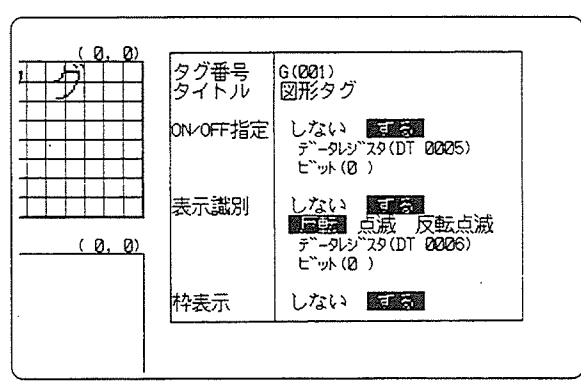 ( 0, 0)
グ
タグ番号 G(001)
タイトル 図形タグ
ON/OFF指定 しない する
データレジスタ(DT 0005)
ビット(0 )
表示識別 しない する
反転 点滅 反転点滅
データレジスタ(DT 0006)
ビット(0 )
( 0, 0)
枠表示 しない する